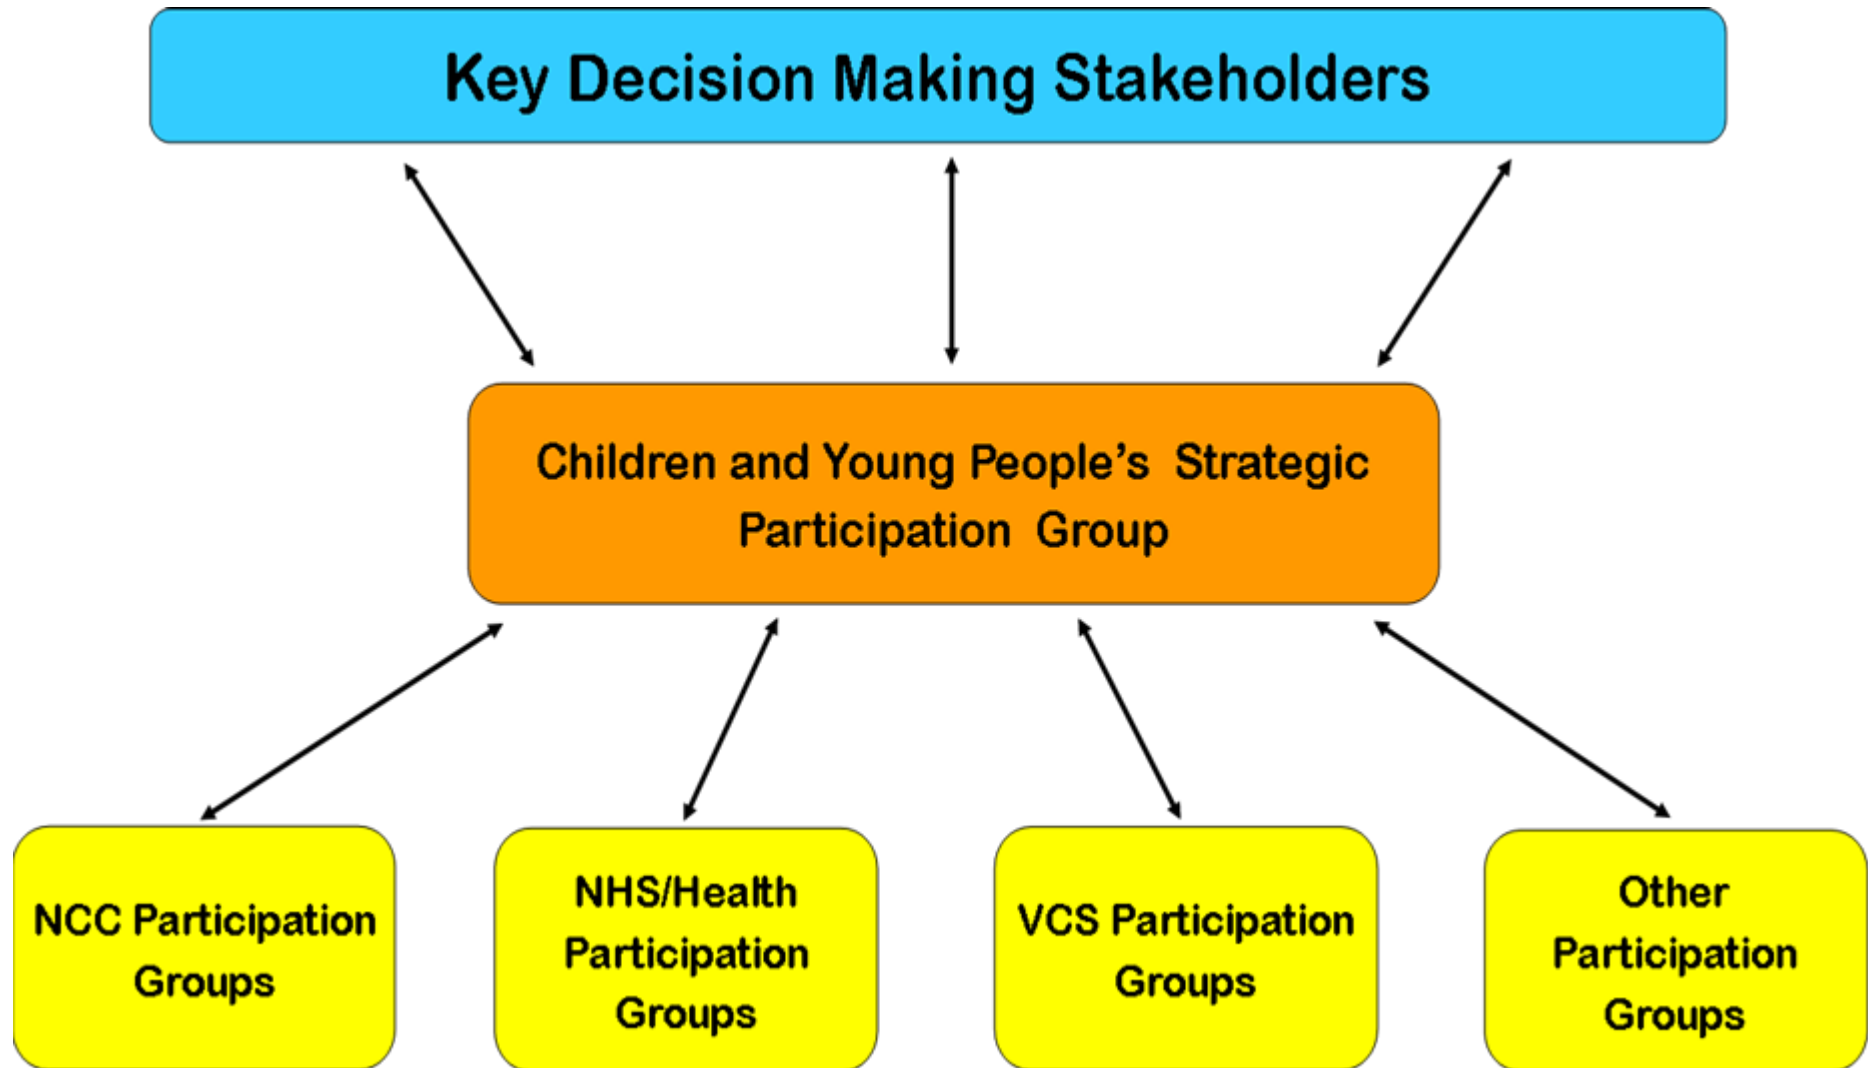 Key Decision Making Stakeholders
Children and Young People’s Strategic
Participation Group
NCC Participation
Groups
NHS/Health
Participation
Groups
VCS Participation
Groups
Other
Participation
Groups